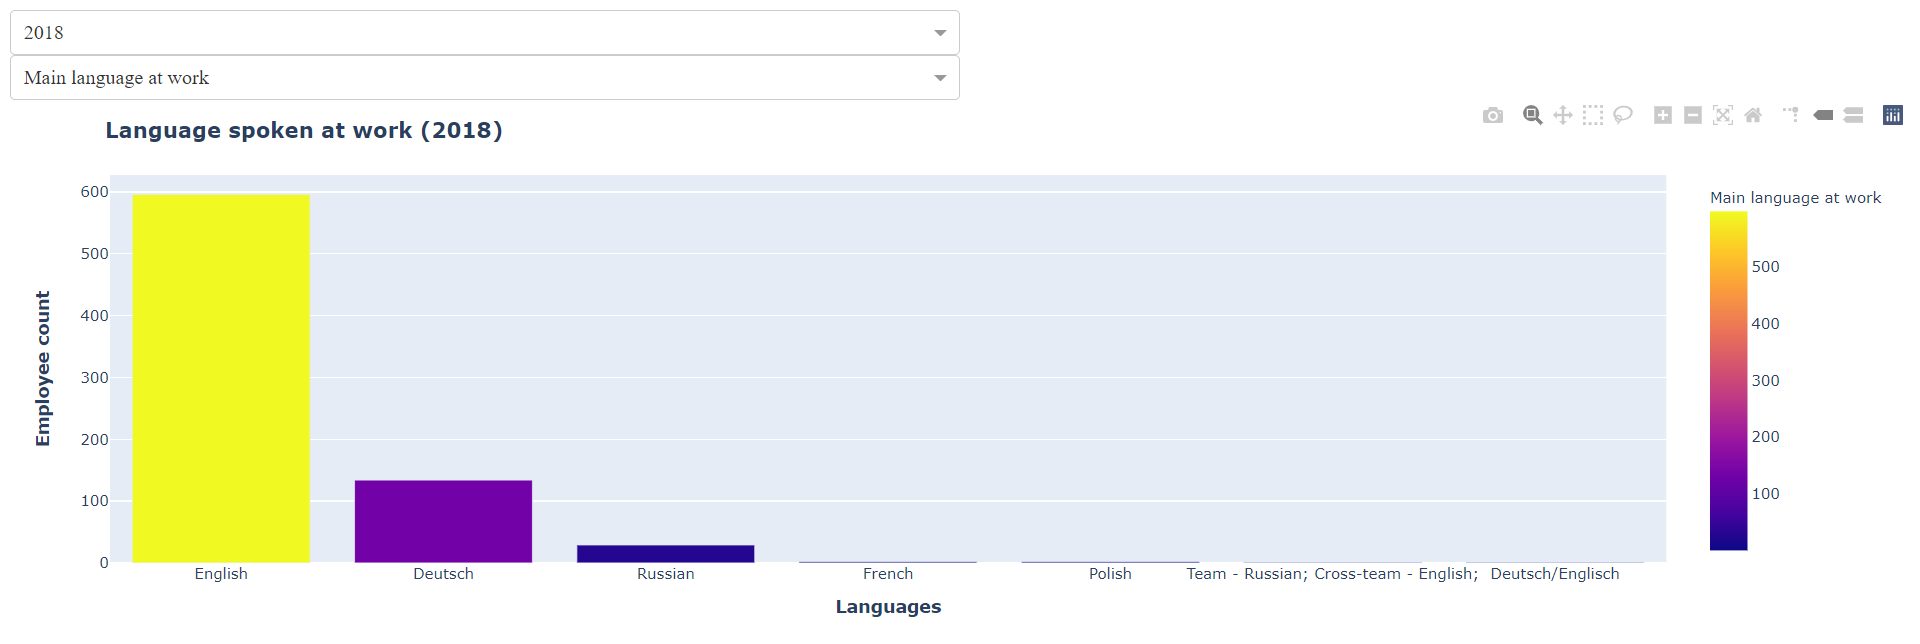 2018
Main language at work
Language spoken at work (2018)
Main language at work
600
500
400
300
200
100
0
Employee count
500
400
300
200
100
English Deutsch Russian French Polish Team - Russian; Cross-team - English; Deutsch/Englisch
Languages